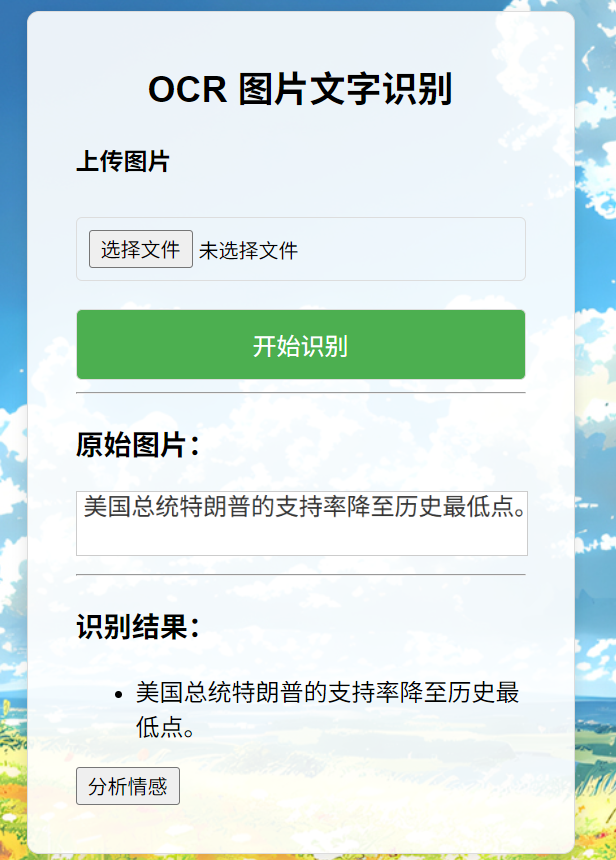 OCR 图片文字识别
上传图片
选择文件 未选择文件
开始识别
原始图片：
美国总统特朗普的支持率降至历史最低点。
识别结果：
• 美国总统特朗普的支持率降至历史最
低点。
分析情感